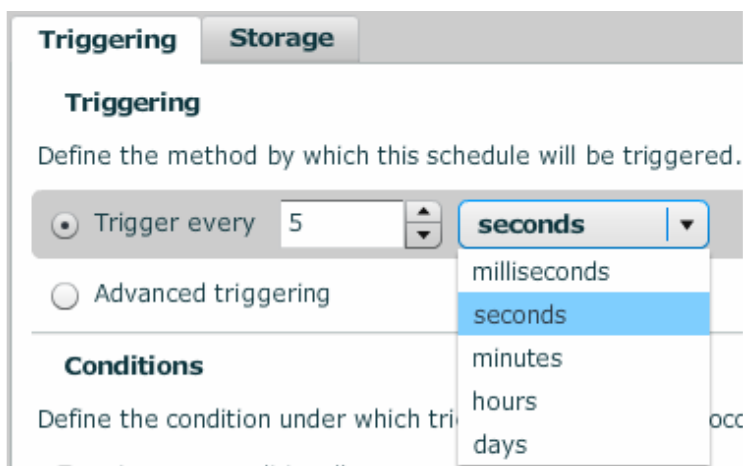 Triggering Storage
Triggering
Define the method by which this schedule will be triggered.
Trigger every 5 seconds
milliseconds
Advanced triggering
seconds
minutes
Conditions
hours
Define the condition under which tri occ
days